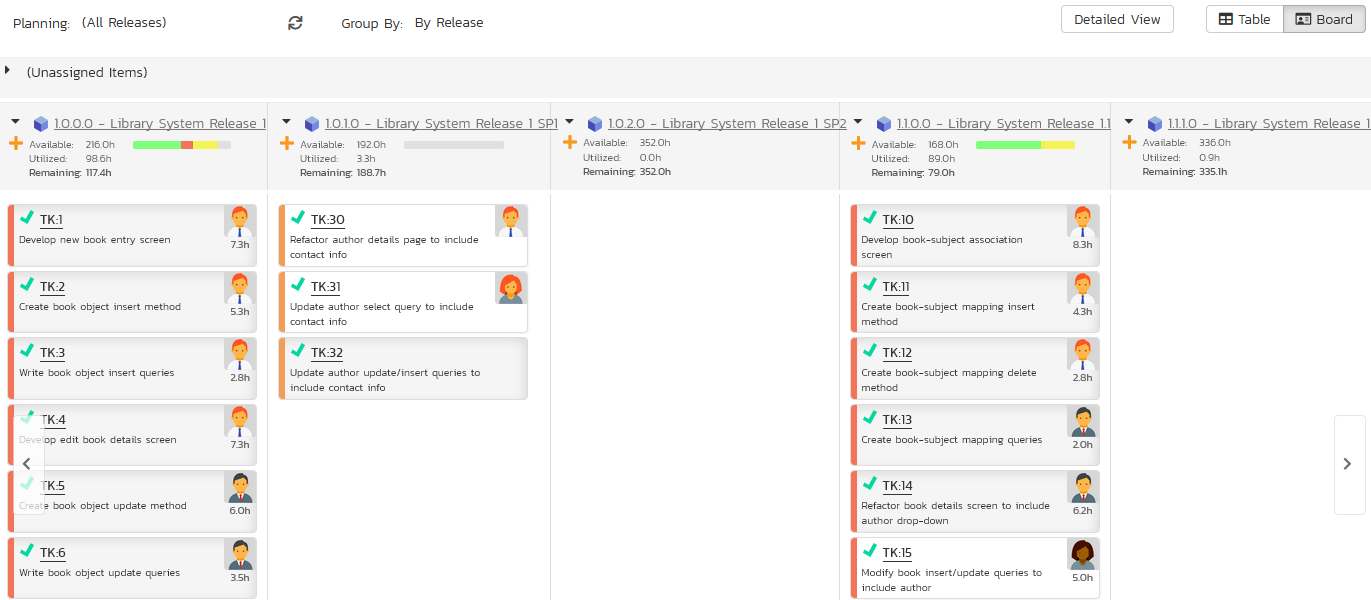 Planning: (All Releases)
Group By: By Release
Detailed View
Table
Board
(Unassigned Items)
1.0.0.0 - Library System Release 1
Available: 216.0h
Utilized: 98.6h
Remaining: 117.4h
1.0.1.0 - Library System Release 1 SP1
Available: 192.0h
Utilized: 3.3h
Remaining: 188.7h
1.0.2.0 - Library System Release 1 SP2
Available: 352.0h
Utilized: 0.0h
Remaining: 352.0h
1.1.0.0 - Library System Release 1.1
Available: 168.0h
Utilized: 89.0h
Remaining: 79.0h
1.1.1.0 - Library System Release 1
Available: 336.0h
Utilized: 0.9h
Remaining: 335.1h
TK:1
Develop new book entry screen
7.3h
TK:2
Create book object insert method
5.3h
TK:3
Write book object insert queries
2.8h
TK:4
Develop edit book details screen
7.3h
TK:5
Create book object update method
6.0h
TK:6
Write book object update queries
3.5h
TK:30
Refactor author details page to include
contact info
TK:31
Update author select query to include
contact info
TK:32
Update author update/insert queries to
include contact info
TK:10
Develop book-subject association
screen
8.3h
TK:11
Create book-subject mapping insert
method
4.3h
TK:12
Create book-subject mapping delete
method
2.8h
TK:13
Create book-subject mapping queries
2.0h
TK:14
Refactor book details screen to include
author drop-down
6.2h
TK:15
Modify book insert/update queries to
include author
5.0h